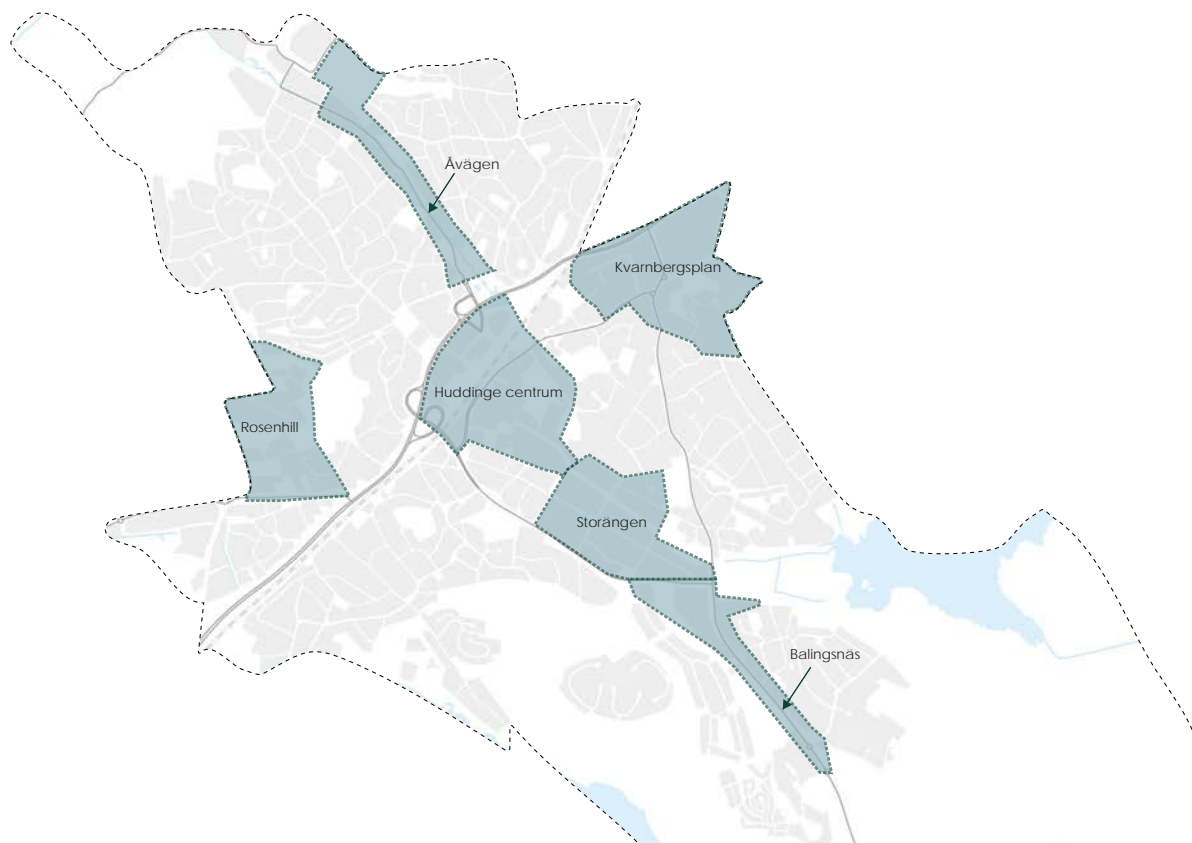 Åvägen
Kvarnbergsplan
Huddinge centrum
Rosenhill
Storängen
Balingsnäs